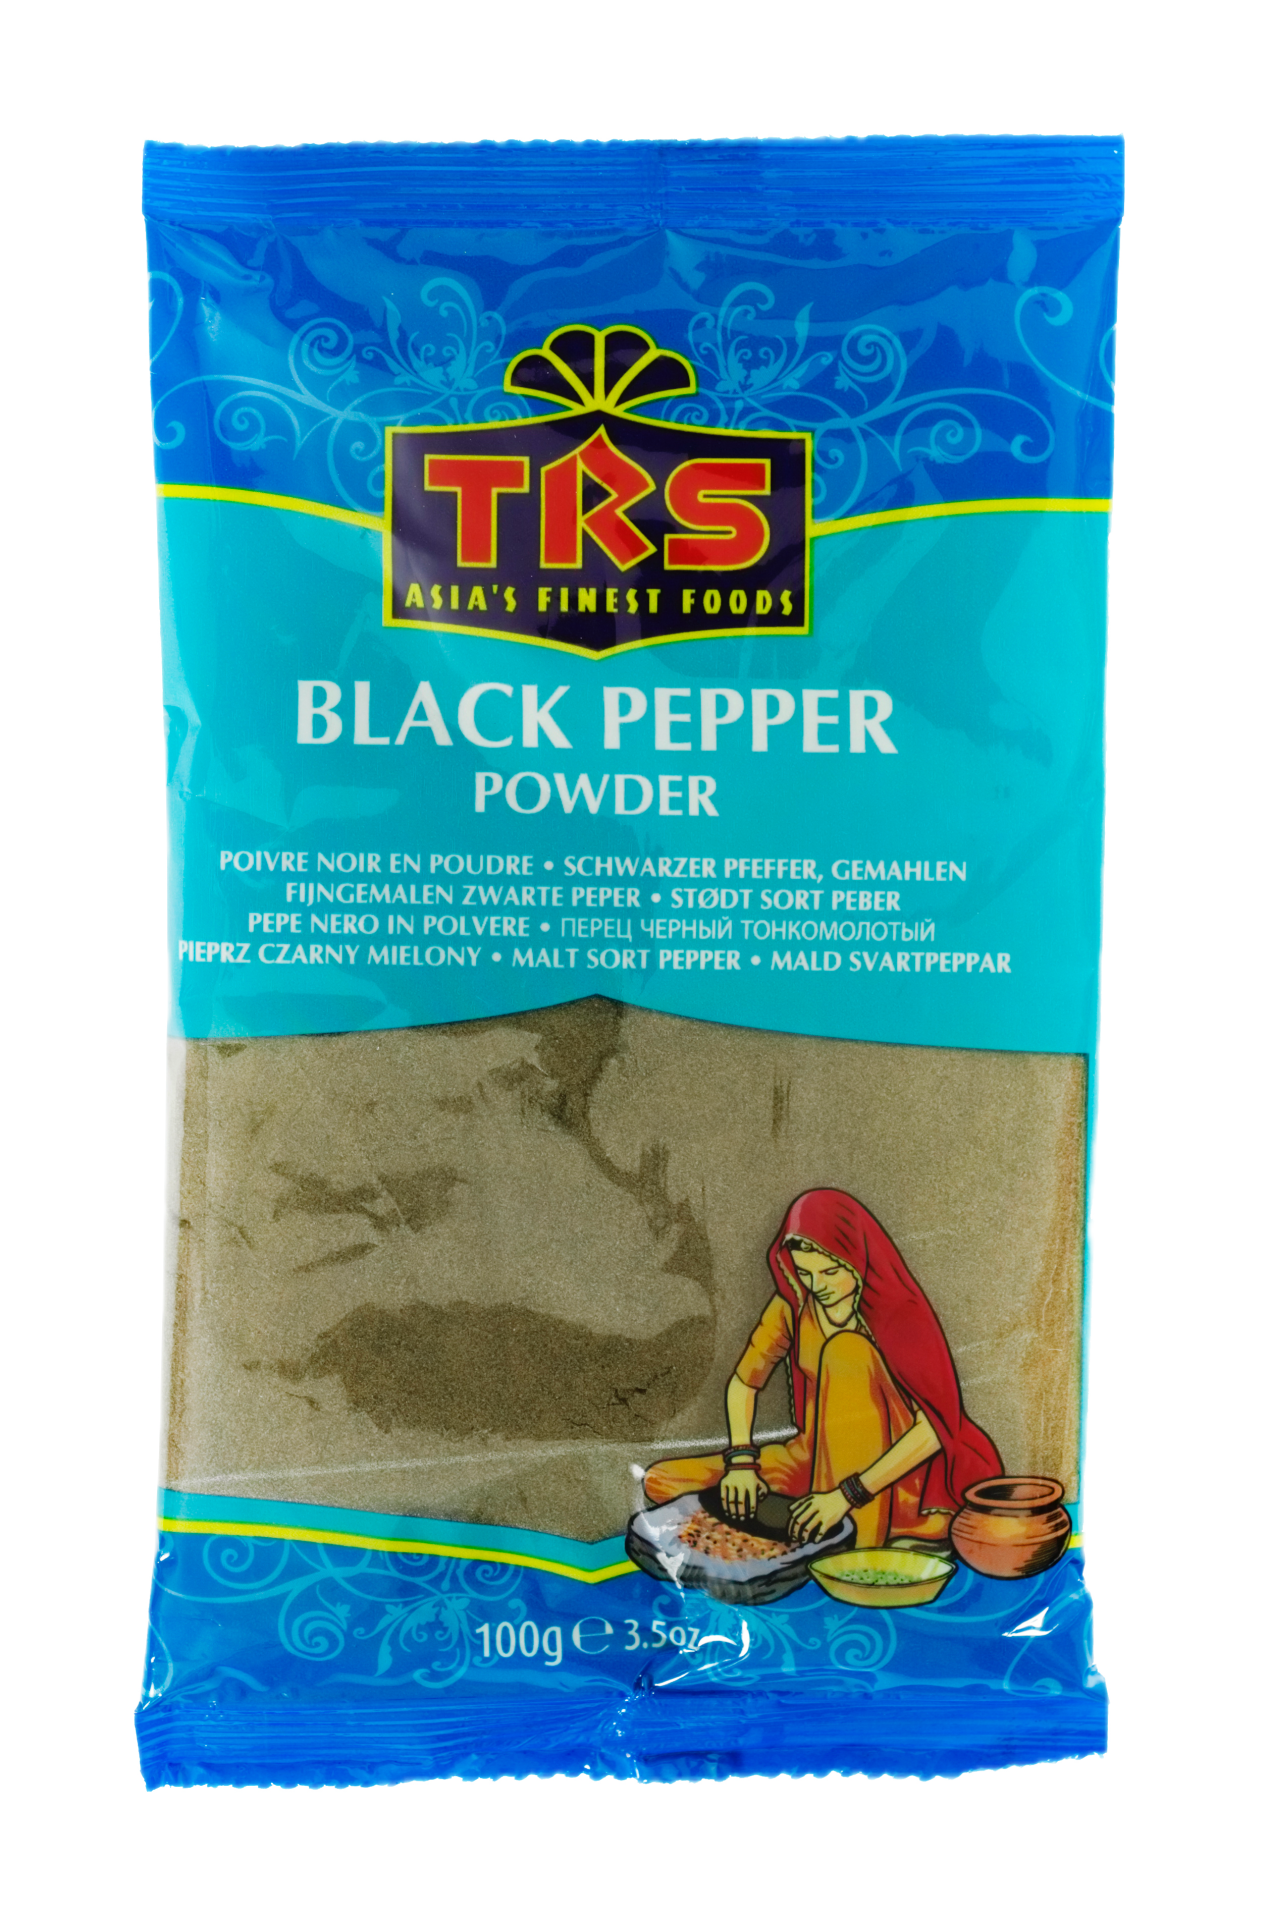 TRS
ASIA'S FINEST FOODS
BLACK PEPPER
POWDER
POIVRE NOIR EN POUDRE • SCHWARZER PFEFFER, GEMAHLEN
FIJNGEMALEN ZWARTE PEPER • STØDT SORT PEBER
PEPE NERO IN POLVERE • ПЕРЕЦ ЧЕРНЫЙ ТОНКОМОЛОТЫЙ
PIEPRZ CZARNY MIELONY • MALT SORT PEPPER • MALD SVARTPEPPAR
100g ℮ 3.5oz